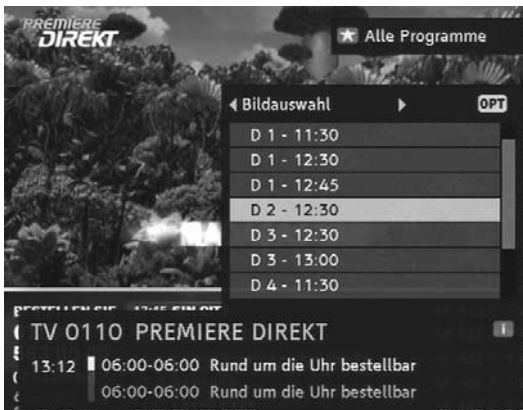 PREMIERE
DIREKT
Alle Programme
Bildauswahl
OPT
D 1 - 11:30
D 1 - 12:30
D 1 - 12:45
D 2 - 12:30
D 3 - 12:30
D 3 - 13:00
D 4 - 11:30
BESTELLEN SIE
TV 0110 PREMIERE DIREKT
i
13:12 06:00-06:00 Rund um die Uhr bestellbar
06:00-06:00 Rund um die Uhr bestellbar